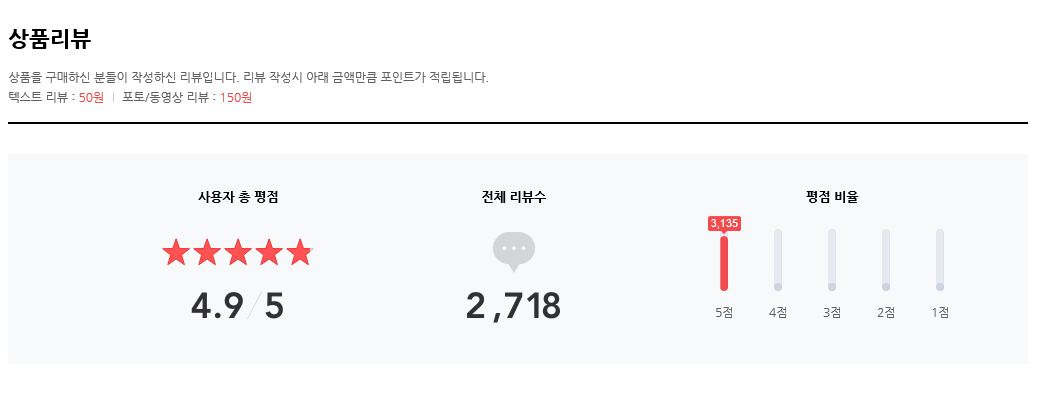 상품리뷰
상품을 구매하신 분들이 작성하신 리뷰입니다. 리뷰 작성시 아래 금액만큼 포인트가 적립됩니다.
텍스트 리뷰 : 50원 | 포토/동영상 리뷰 : 150원
사용자 총 평점
4.9 / 5
전체 리뷰수
2,718
평점 비율
3,135
5점 4점 3점 2점 1점